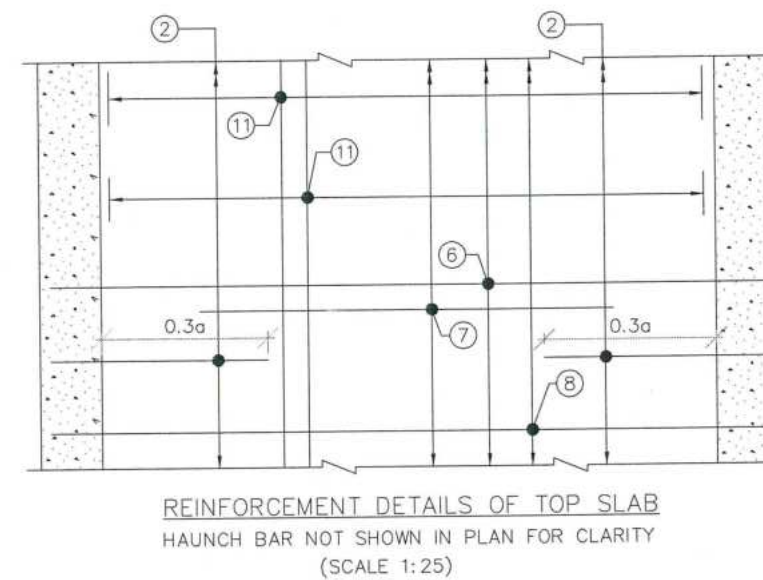 2
2
11
11
6
0.3a
7
0.3a
8
REINFORCEMENT DETAILS OF TOP SLAB
HAUNCH BAR NOT SHOWN IN PLAN FOR CLARITY
(SCALE 1:25)